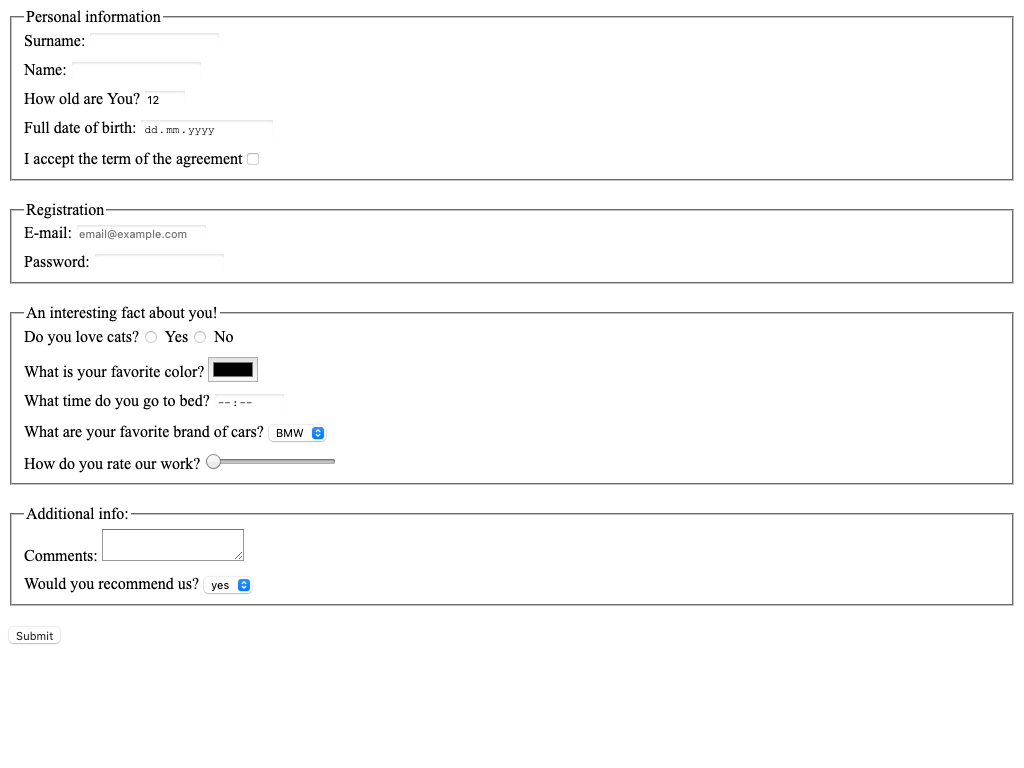 Personal information
Surname:
Name:
How old are You? 12
Full date of birth: dd.mm.yyyy
I accept the term of the agreement
Registration
E-mail: email@example.com
Password:
An interesting fact about you!
Do you love cats? Yes No
What is your favorite color?
What time do you go to bed? --:--
What are your favorite brand of cars? BMW
How do you rate our work?
Additional info:
Comments:
Would you recommend us? yes
Submit